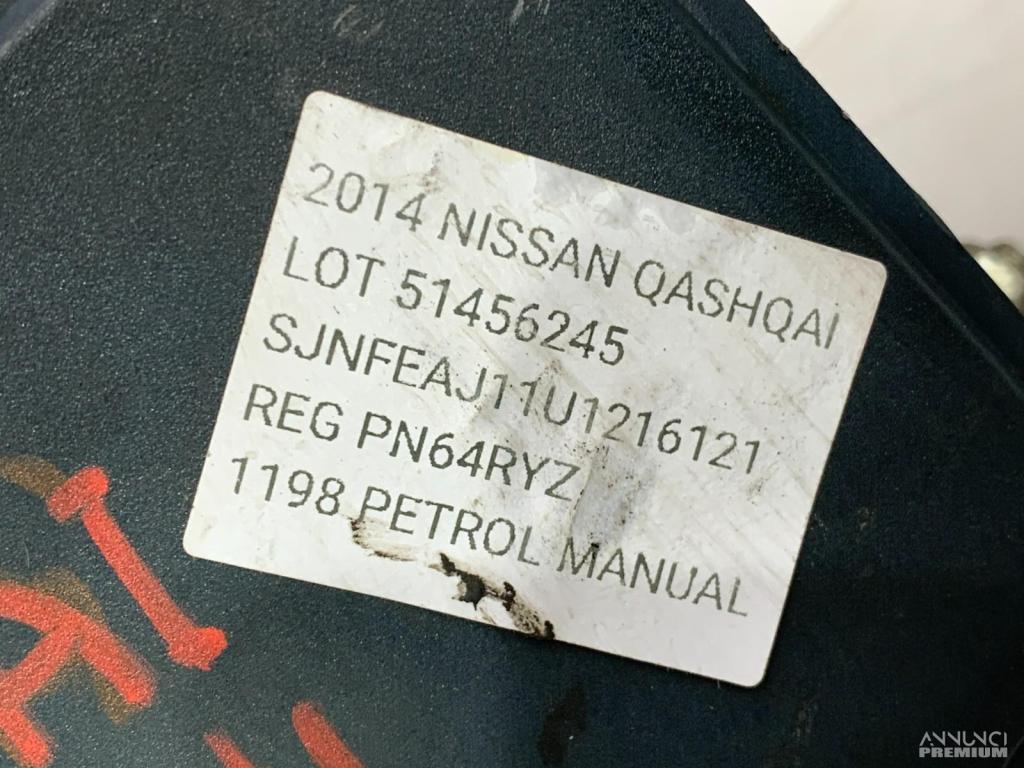 2014 NISSAN QASHQAI
LOT 51456245
SJNFEAJ11U1216121
REG PN64RYZ
1198 PETROL MANUAL
ANNUNCI
PREMIUM